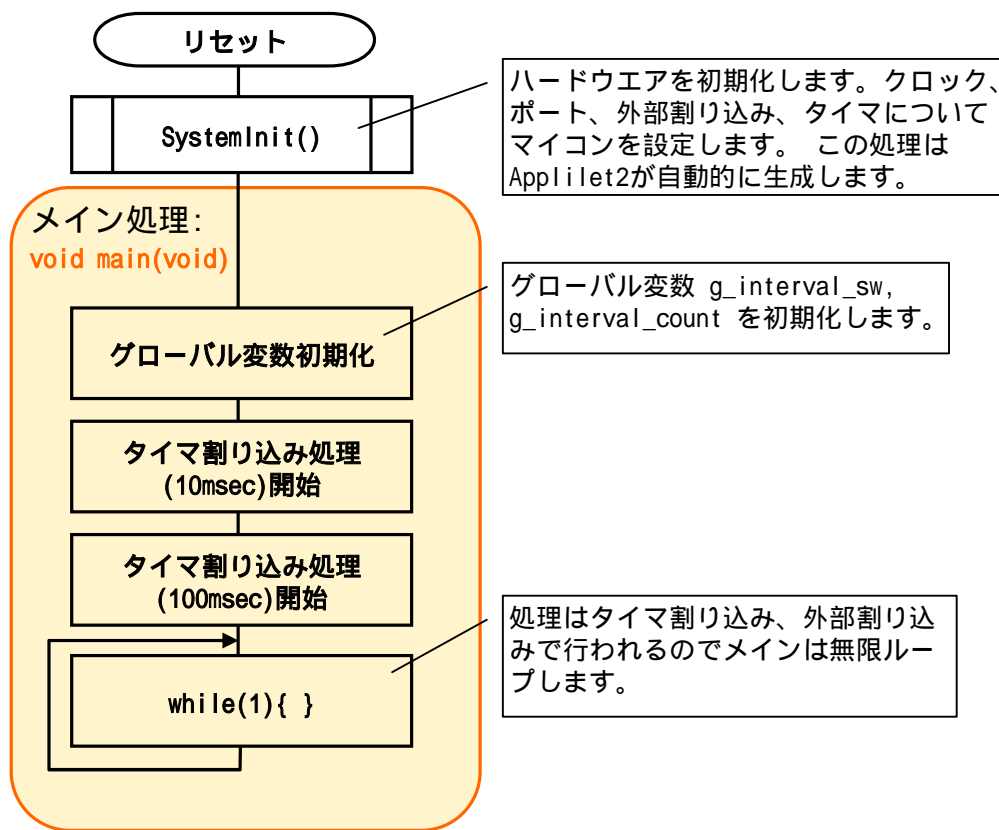 リセット
SystemInit()
ハードウエアを初期化します。クロック、
ポート、外部割り込み、タイマについて
マイコンを設定します。 この処理は
Applilet2が自動的に生成します。
メイン処理:
void main(void)
グローバル変数初期化
グローバル変数 g_interval_sw,
g_interval_count を初期化します。
タイマ割り込み処理
(10msec)開始
タイマ割り込み処理
(100msec)開始
while(1){ }
処理はタイマ割り込み、外部割り込
みで行われるのでメインは無限ルー
プします。